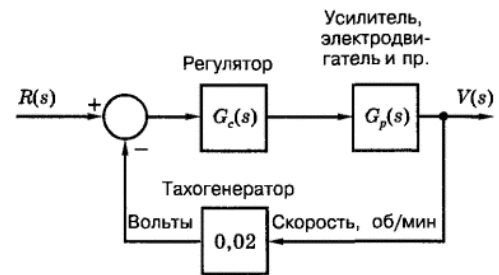 Усилитель,
электродви-
гатель и пр.
Регулятор
R(s)
+
G_c(s)
G_p(s)
V(s)
−
Тахогенератор
Вольты
0,02
Скорость, об/мин